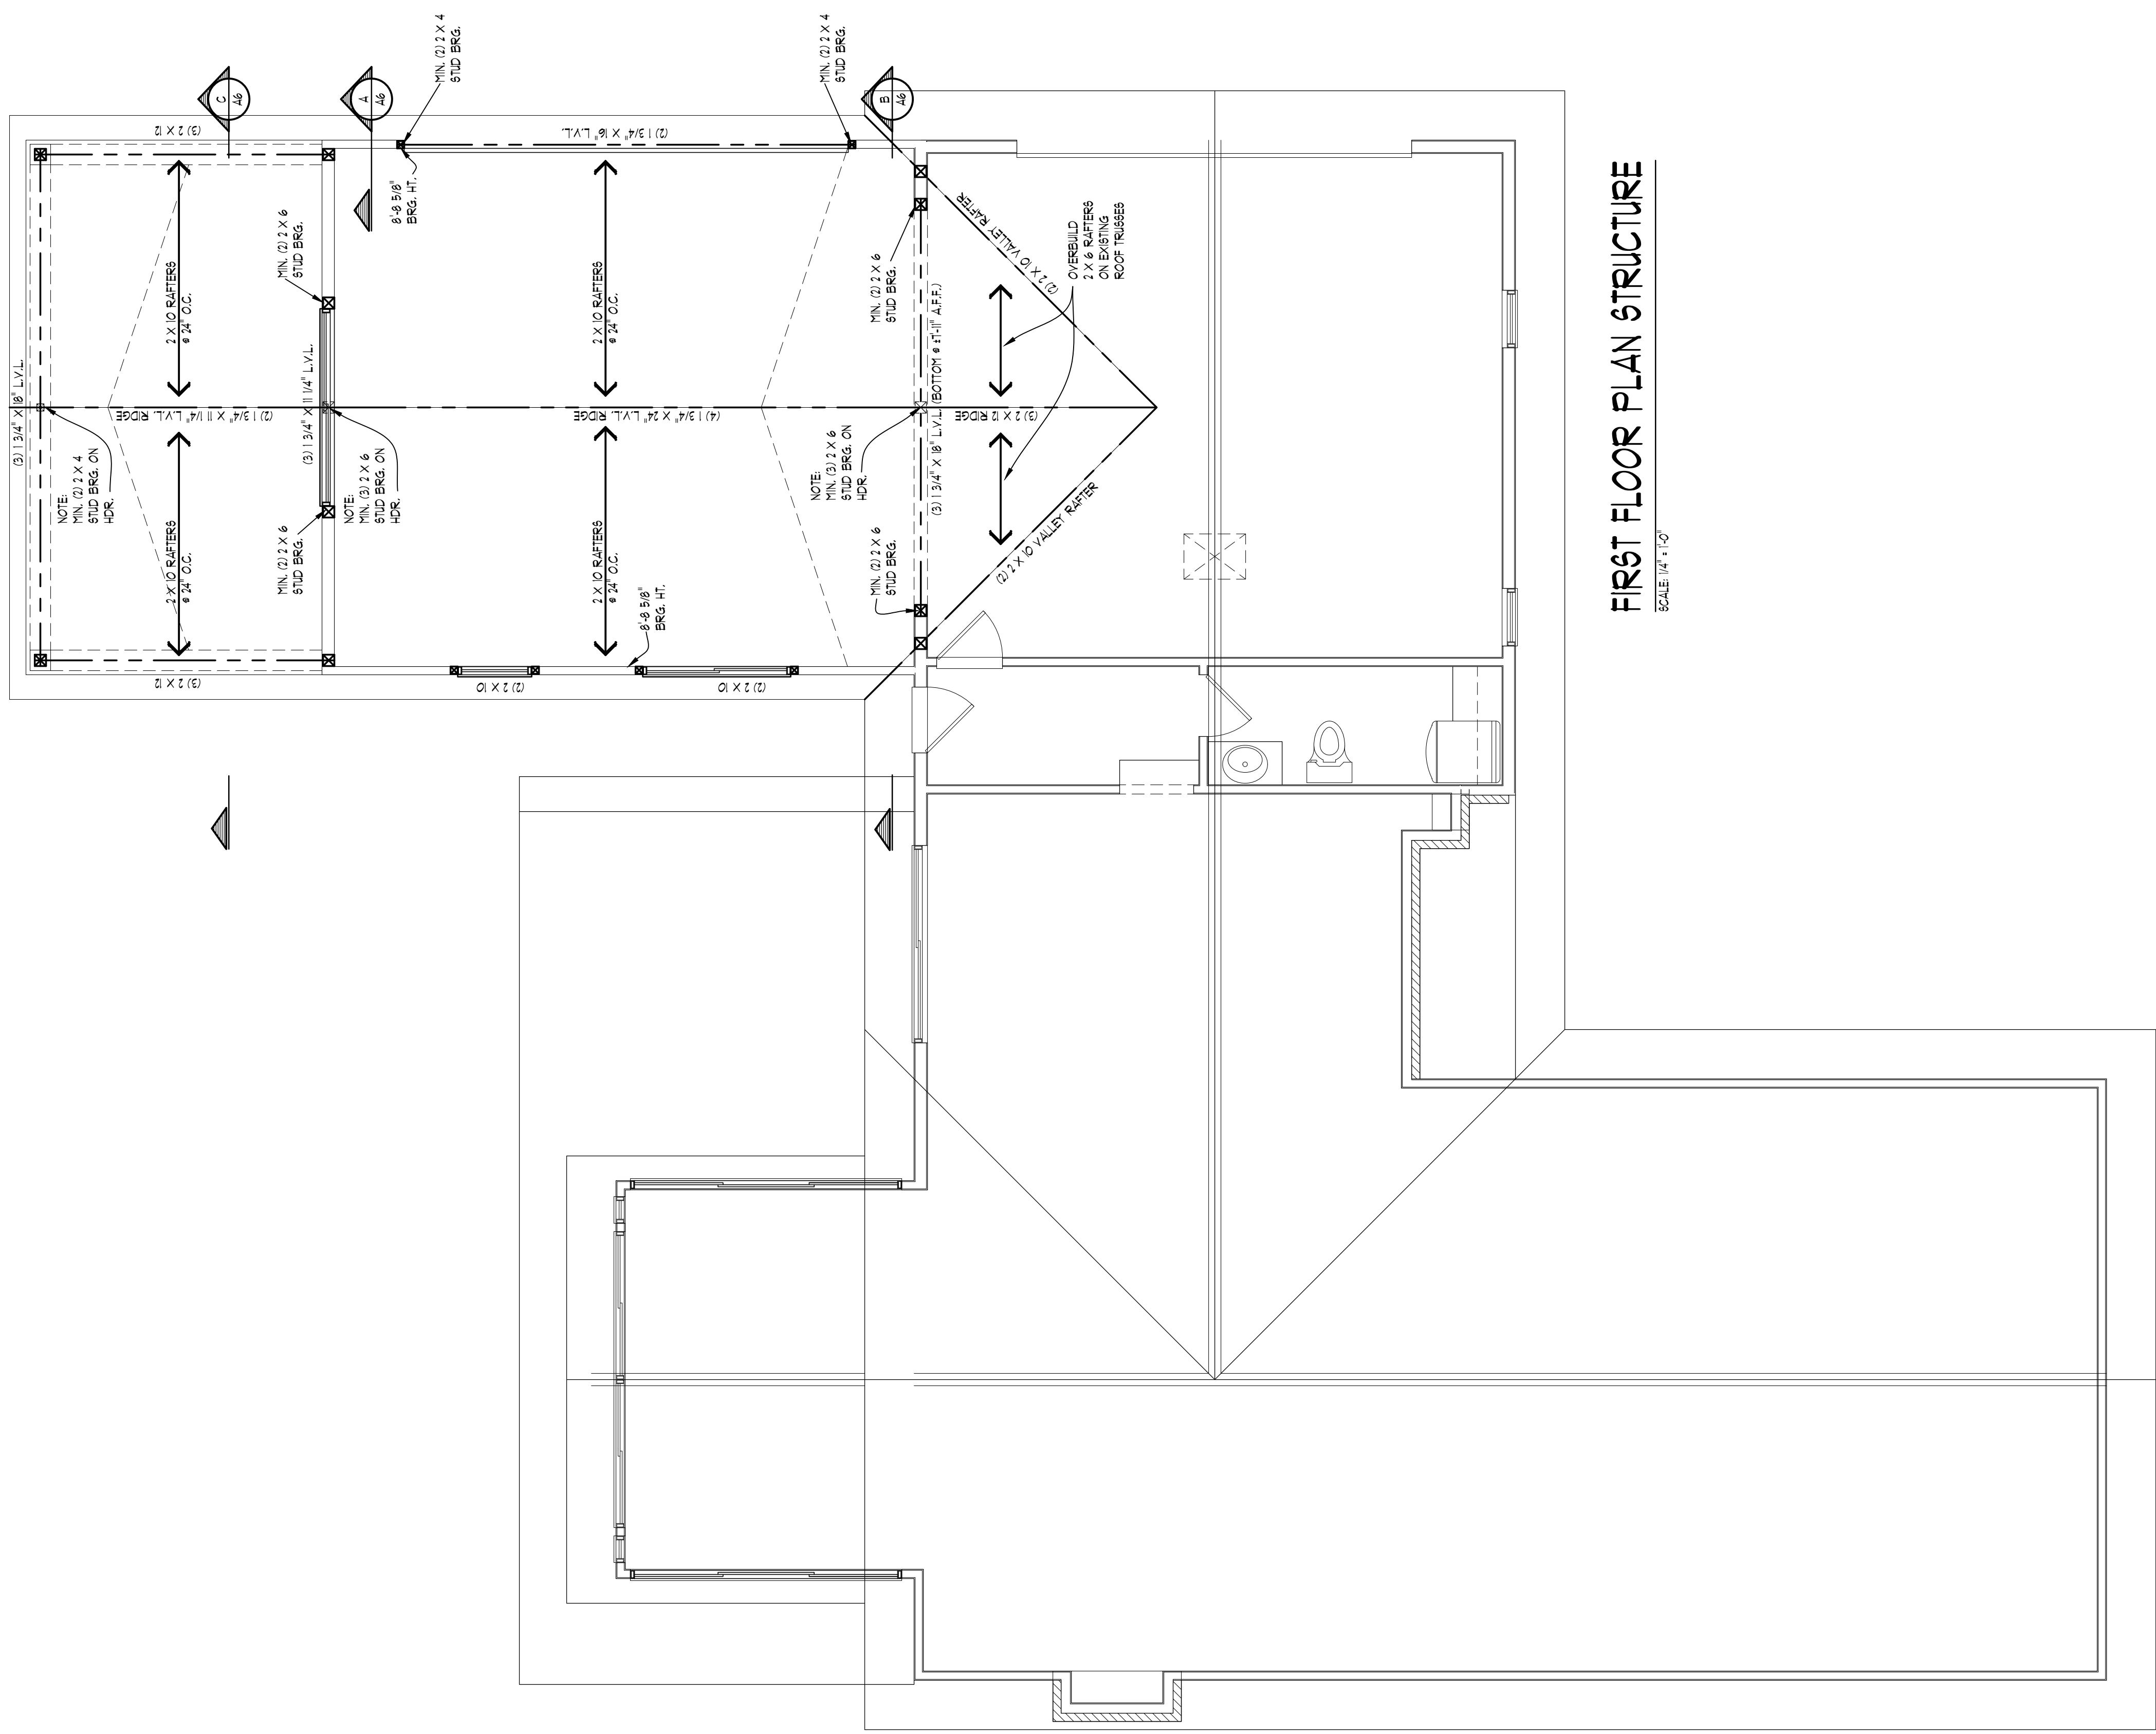 (3) 1 3/4" X 18" L.V.L.
(3) 2 X 12
C
A6
A
A6
MIN. (2) 2 X 4
STUD BRG.
MIN. (2) 2 X 4
STUD BRG.
B
A6
2 X 10 RAFTERS
@ 24" O.C.
MIN. (2) 2 X 6
STUD BRG.
8'-8 5/8"
BRG. HT.
(2) 1 3/4" X 16" L.V.L.
2 X 10 RAFTERS
@ 24" O.C.
MIN. (2) 2 X 6
STUD BRG.
(2) 2 X 10 VALLEY RAFTER
OVERBUILD
2 X 6 RAFTERS
ON EXISTING
ROOF TRUSSES
(2) 1 3/4" X 11 1/4" L.V.L. RIDGE
(3) 1 3/4" X 11 1/4" L.V.L.
(4) 1 3/4" X 24" L.V.L. RIDGE
(3) 1 3/4" X 18" L.V.L. (BOTTOM @ ±7'-11" A.F.F.)
(3) 2 X 12 RIDGE
NOTE:
MIN. (2) 2 X 4
STUD BRG. ON
HDR.
NOTE:
MIN. (3) 2 X 6
STUD BRG. ON
HDR.
NOTE:
MIN. (3) 2 X 6
STUD BRG. ON
HDR.
2 X 10 RAFTERS
@ 24" O.C.
MIN. (2) 2 X 6
STUD BRG.
2 X 10 RAFTERS
@ 24" O.C.
8'-8 5/8"
BRG. HT.
MIN. (2) 2 X 6
STUD BRG.
(2) 2 X 10 VALLEY RAFTER
(3) 2 X 12
(2) 2 X 10
(2) 2 X 10
FIRST FLOOR PLAN STRUCTURE
SCALE: 1/4" = 1'-0"